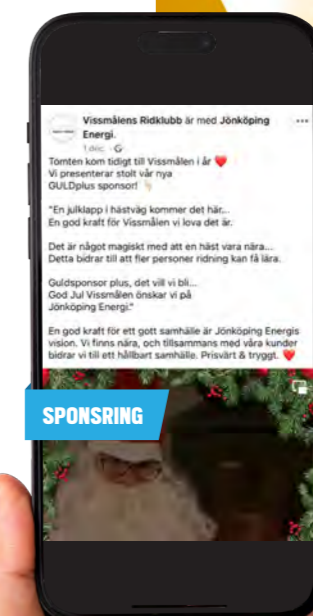 Vissmålens Ridklubb är med Jönköping
Energi.
1 dec. ·
Tomten kom tidigt till Vissmålen i år ❤️
Vi presenterar stolt vår nya
GULDplus sponsor! 👇
"En julklapp i hästväg kommer det här...
En god kraft för Vissmålen vi lova det är.
Det är något magiskt med att en häst vara nära...
Detta bidrar till att fler personer ridning kan få lära.
Guldsponsor plus, det vill vi bli...
God Jul Vissmålen önskar vi på
Jönköping Energi."
En god kraft för ett gott samhälle är Jönköping Energis
vision. Vi finns nära, och tillsammans med våra kunder
bidrar vi till ett hållbart samhälle. Prisvärt & tryggt. ❤️
SPONSRING